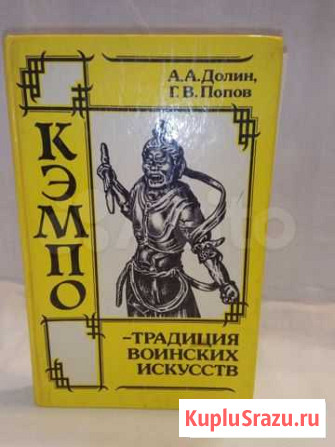 А.А.Долин,
Г.В.Попов
КЭМПО
–ТРАДИЦИЯ
ВОИНСКИХ
ИСКУССТВ
KupluSrazu.ru